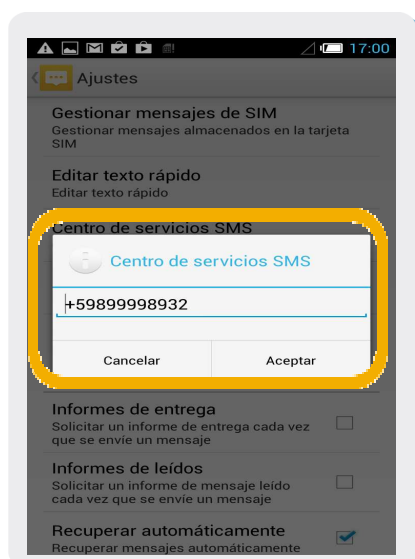 17:00
Ajustes
Gestionar mensajes de SIM
Gestionar mensajes almacenados en la tarjeta
SIM
Editar texto rápido
Editar texto rápido
Centro de servicios SMS
Centro de servicios SMS
+59899998932
Cancelar
Aceptar
Informes de entrega
Solicitar un informe de entrega cada vez
que se envíe un mensaje
Informes de leídos
Solicitar un informe de mensaje leído
cada vez que se envíe un mensaje
Recuperar automáticamente
Recuperar mensajes automáticamente